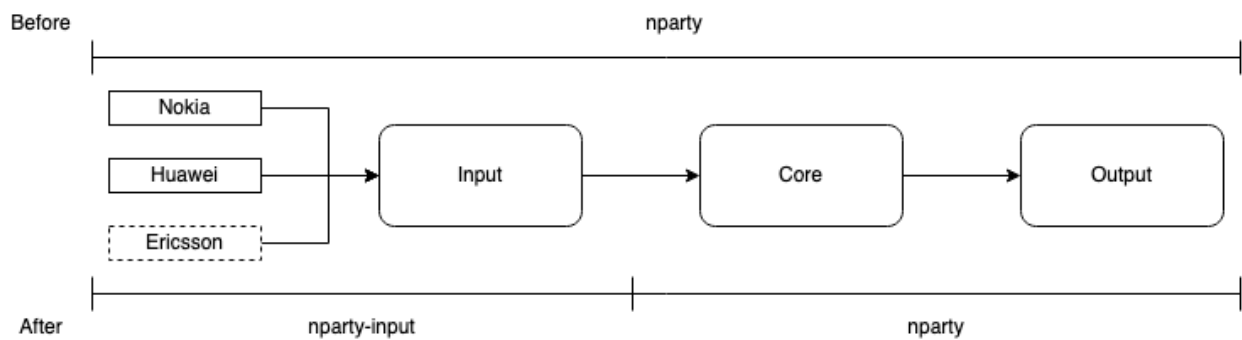 Before
nparty
Nokia
Huawei
Ericsson
Input
Core
Output
After
nparty-input
nparty